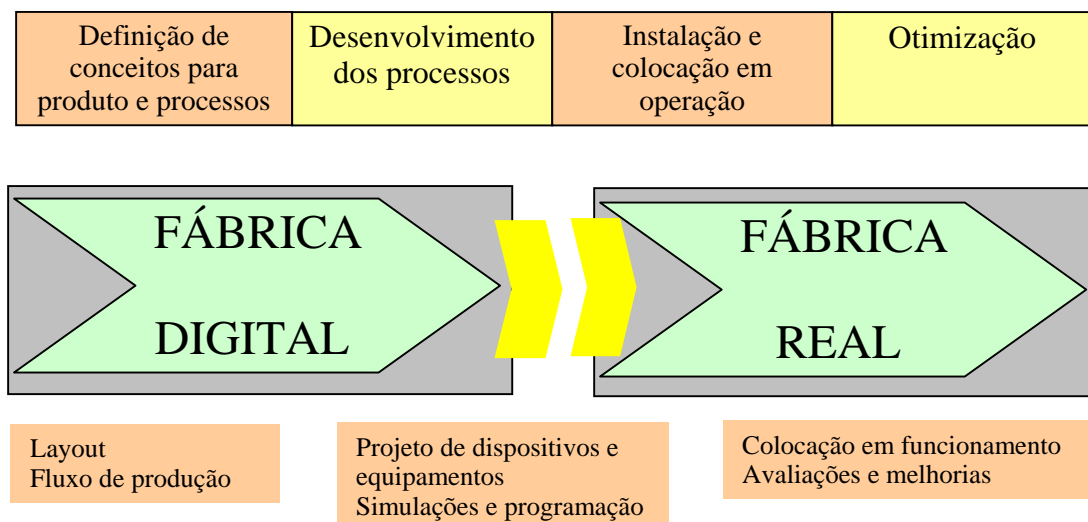 Definição de
conceitos para
produto e processos
Desenvolvimento
dos processos
Instalação e
colocação em
operação
Otimização
FÁBRICA
DIGITAL
FÁBRICA
REAL
Layout
Fluxo de produção
Projeto de dispositivos e
equipamentos
Simulações e programação
Colocação em funcionamento
Avaliações e melhorias